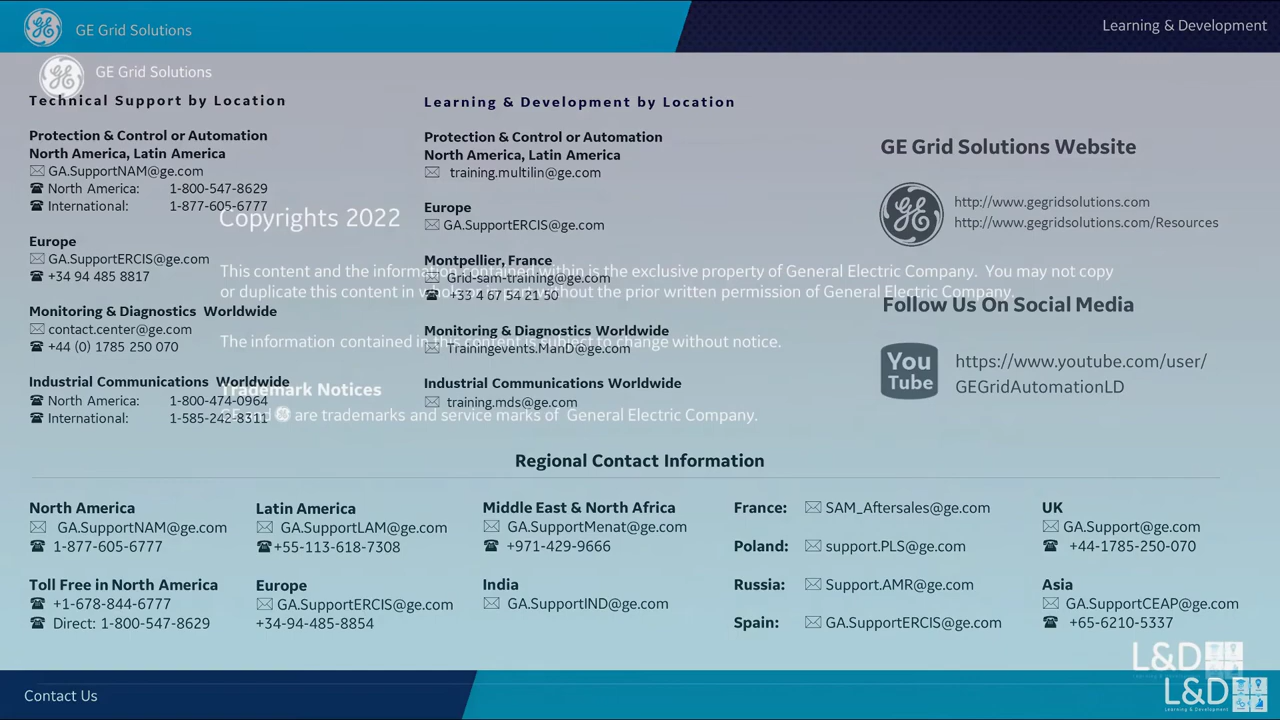 GE Grid Solutions
Learning & Development
GE Grid Solutions
Technical Support by Location
Protection & Control or Automation
North America, Latin America
GA.SupportNAM@ge.com
North America: 1-800-547-8629
International: 1-877-605-6777
Europe
GA.SupportERCIS@ge.com
+34 94 485 8817
Monitoring & Diagnostics Worldwide
contact.center@ge.com
+44 (0) 1785 250 070
Industrial Communications Worldwide
North America: 1-800-474-0964
International: 1-585-242-8311
Learning & Development by Location
Protection & Control or Automation
North America, Latin America
training.multilin@ge.com
Europe
GA.SupportERCIS@ge.com
Montpellier, France
Grid-sam-training@ge.com
+33 4 67 54 21 50
Monitoring & Diagnostics Worldwide
Trainingevents.ManD@ge.com
Industrial Communications Worldwide
training.mds@ge.com
GE Grid Solutions Website
http://www.gegridsolutions.com
http://www.gegridsolutions.com/Resources
Follow Us On Social Media
You
Tube
https://www.youtube.com/user/
GEGridAutomationLD
Copyrights 2022
This content and the information contained within is the exclusive property of General Electric Company. You may not copy
or duplicate this content in whole or in part without the prior written permission of General Electric Company.
The information contained in this content is subject to change without notice.
Trademark Notices
are trademarks and service marks of General Electric Company.
Regional Contact Information
North America
GA.SupportNAM@ge.com
1-877-605-6777
Toll Free in North America
+1-678-844-6777
Direct: 1-800-547-8629
Latin America
GA.SupportLAM@ge.com
+55-113-618-7308
Europe
GA.SupportERCIS@ge.com
+34-94-485-8854
Middle East & North Africa
GA.SupportMenat@ge.com
+971-429-9666
India
GA.SupportIND@ge.com
France: SAM_Aftersales@ge.com
Poland: support.PLS@ge.com
Russia: Support.AMR@ge.com
Spain: GA.SupportERCIS@ge.com
UK
GA.Support@ge.com
+44-1785-250-070
Asia
GA.SupportCEAP@ge.com
+65-6210-5337
L&D
L&D
Learning & Development
Contact Us